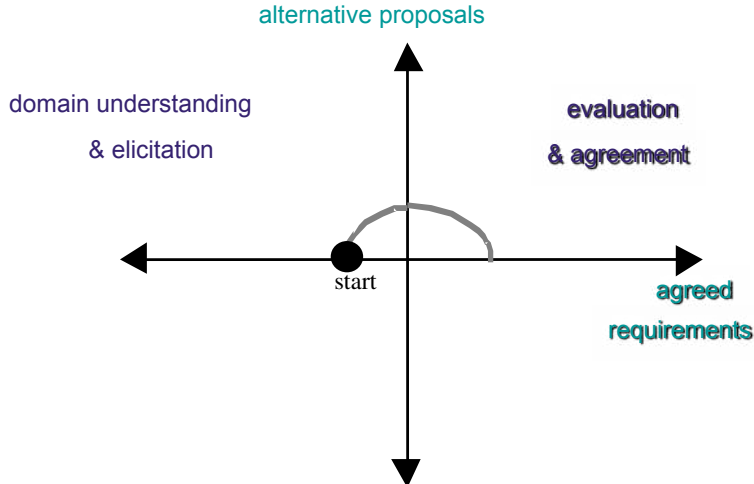 alternative proposals
domain understanding
& elicitation
evaluation
& agreement
start
agreed
requirements